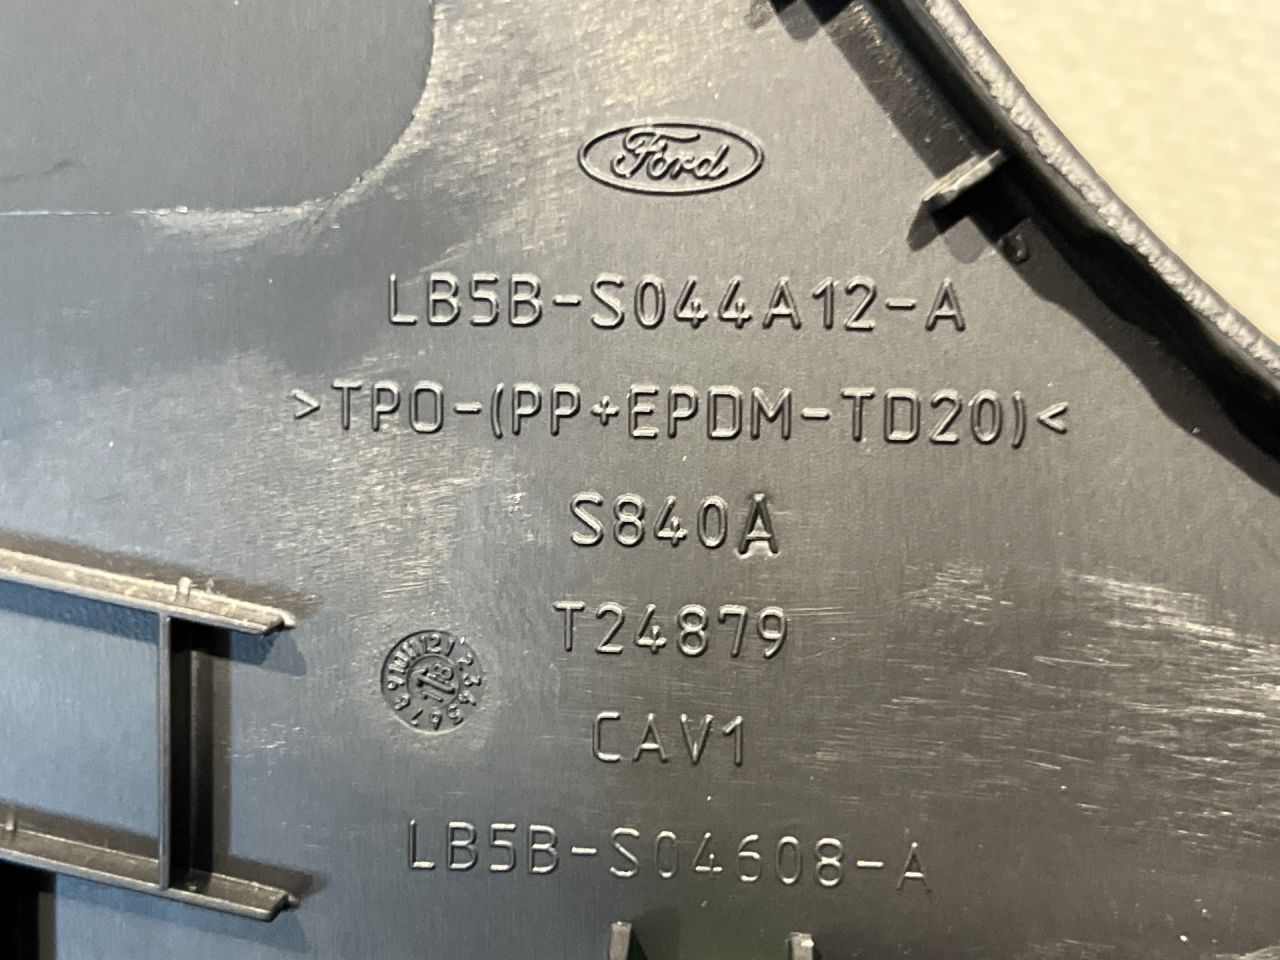 Ford
LB5B-S044A12-A
>TPO-(PP+EPDM-TD20)<
S840A
T24879
CAV1
LB5B-S04608-A